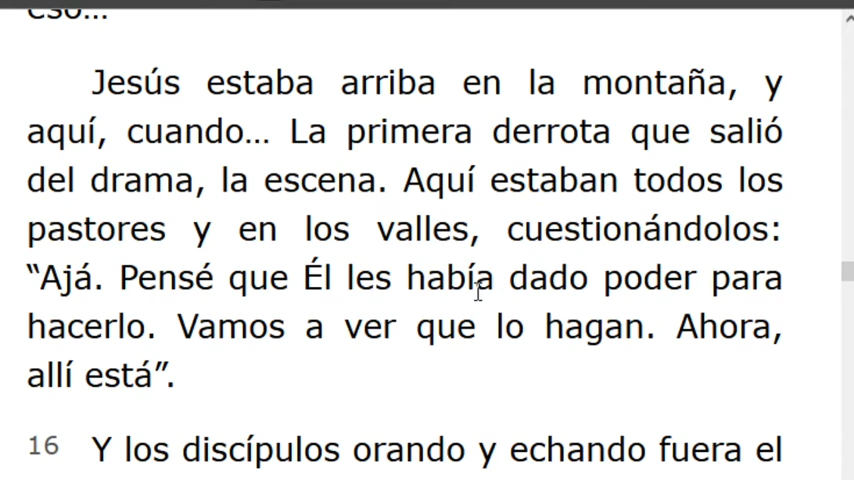 eso...
Jesús estaba arriba en la montaña, y
aquí, cuando... La primera derrota que salió
del drama, la escena. Aquí estaban todos los
pastores y en los valles, cuestionándolos:
“Ajá. Pensé que Él les había dado poder para
hacerlo. Vamos a ver que lo hagan. Ahora,
allí está”.
16 Y los discípulos orando y echando fuera el